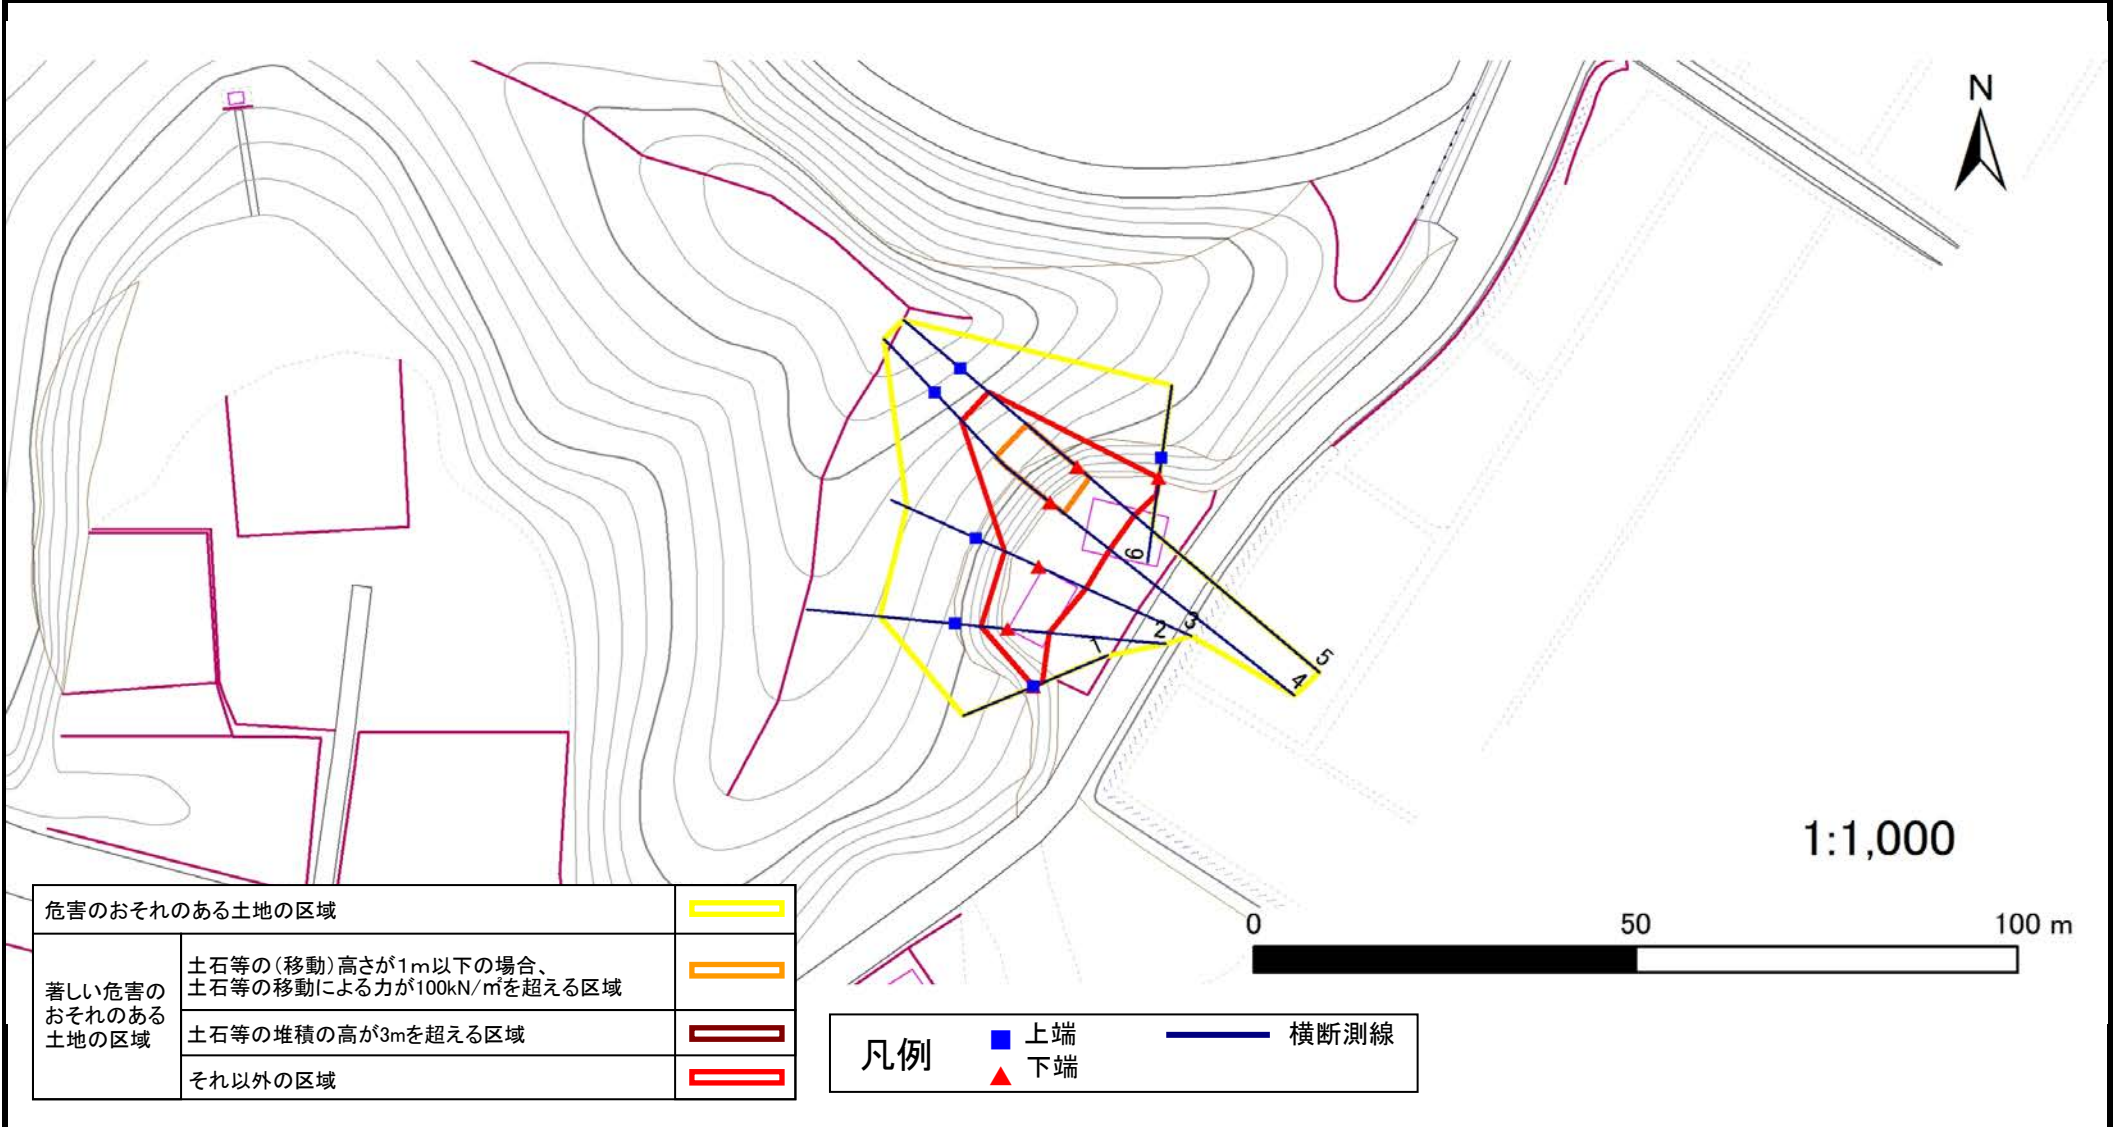 N
6
1
2
3
4
5
1:1,000
0 50 100 m
危害のおそれのある土地の区域
著しい危害の
おそれのある
土地の区域
土石等の(移動)高さが1m以下の場合、
土石等の移動による力が100kN/㎡を超える区域
土石等の堆積の高が3mを超える区域
それ以外の区域
凡例
上端
下端
横断測線